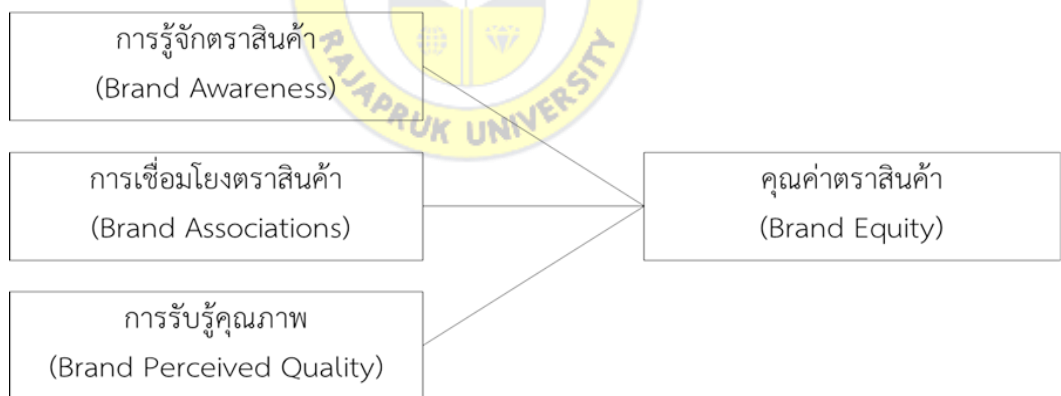 การรู้จักตราสินค้า
(Brand Awareness)
RAJAPRUK UNIVERSITY
การเชื่อมโยงตราสินค้า
(Brand Associations)
คุณค่าตราสินค้า
(Brand Equity)
การรับรู้คุณภาพ
(Brand Perceived Quality)